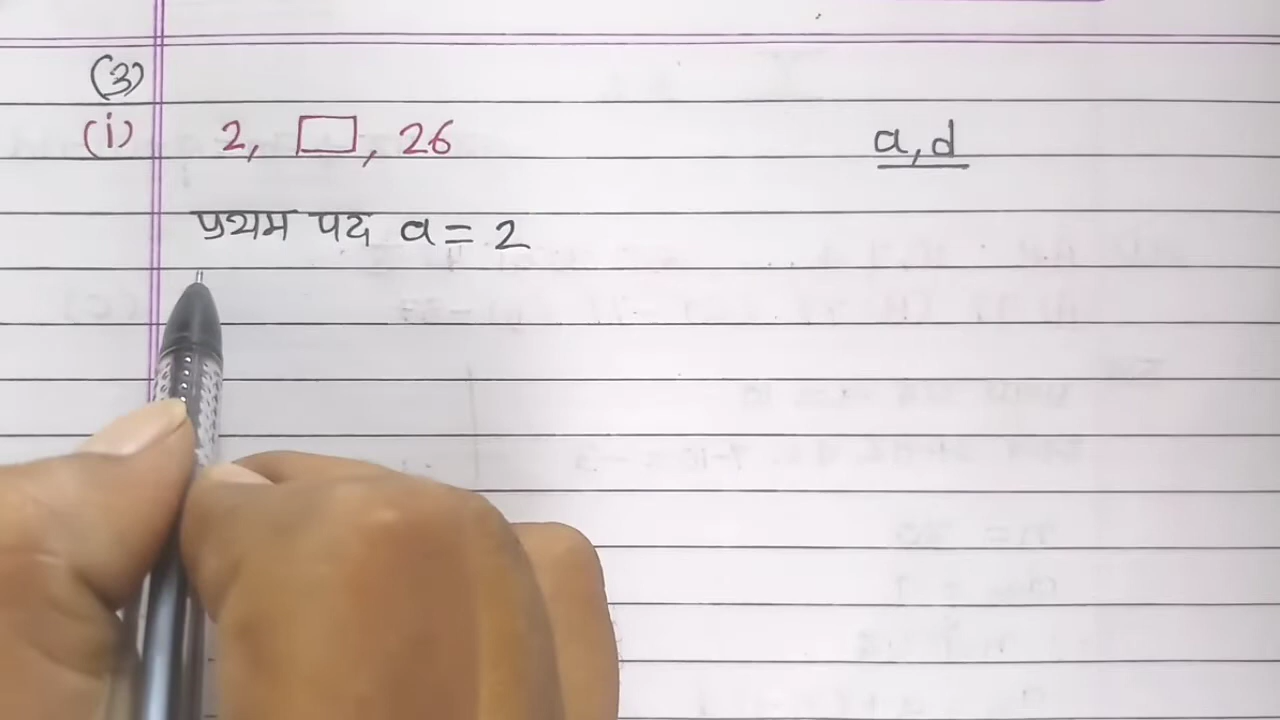 (3)
(i) 2, □, 26 a, d
प्रथम पद a = 2